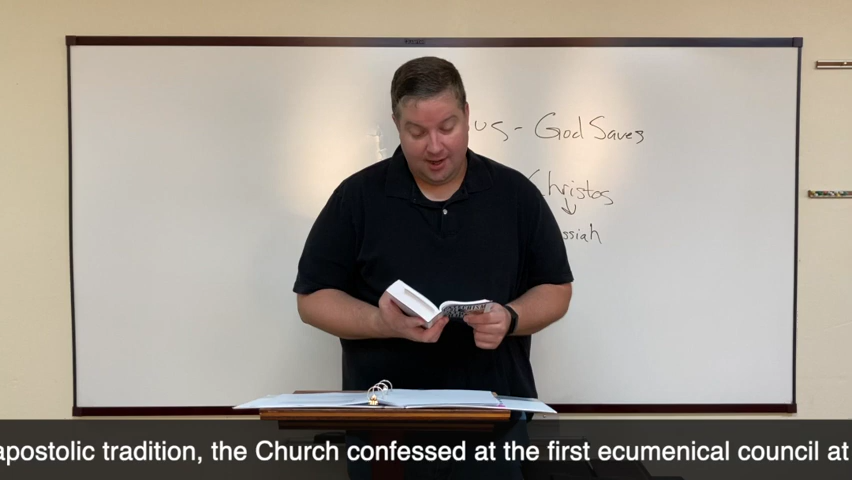 us - God Saves
Christos
↓
ssiah
apostolic tradition, the Church confessed at the first ecumenical council at